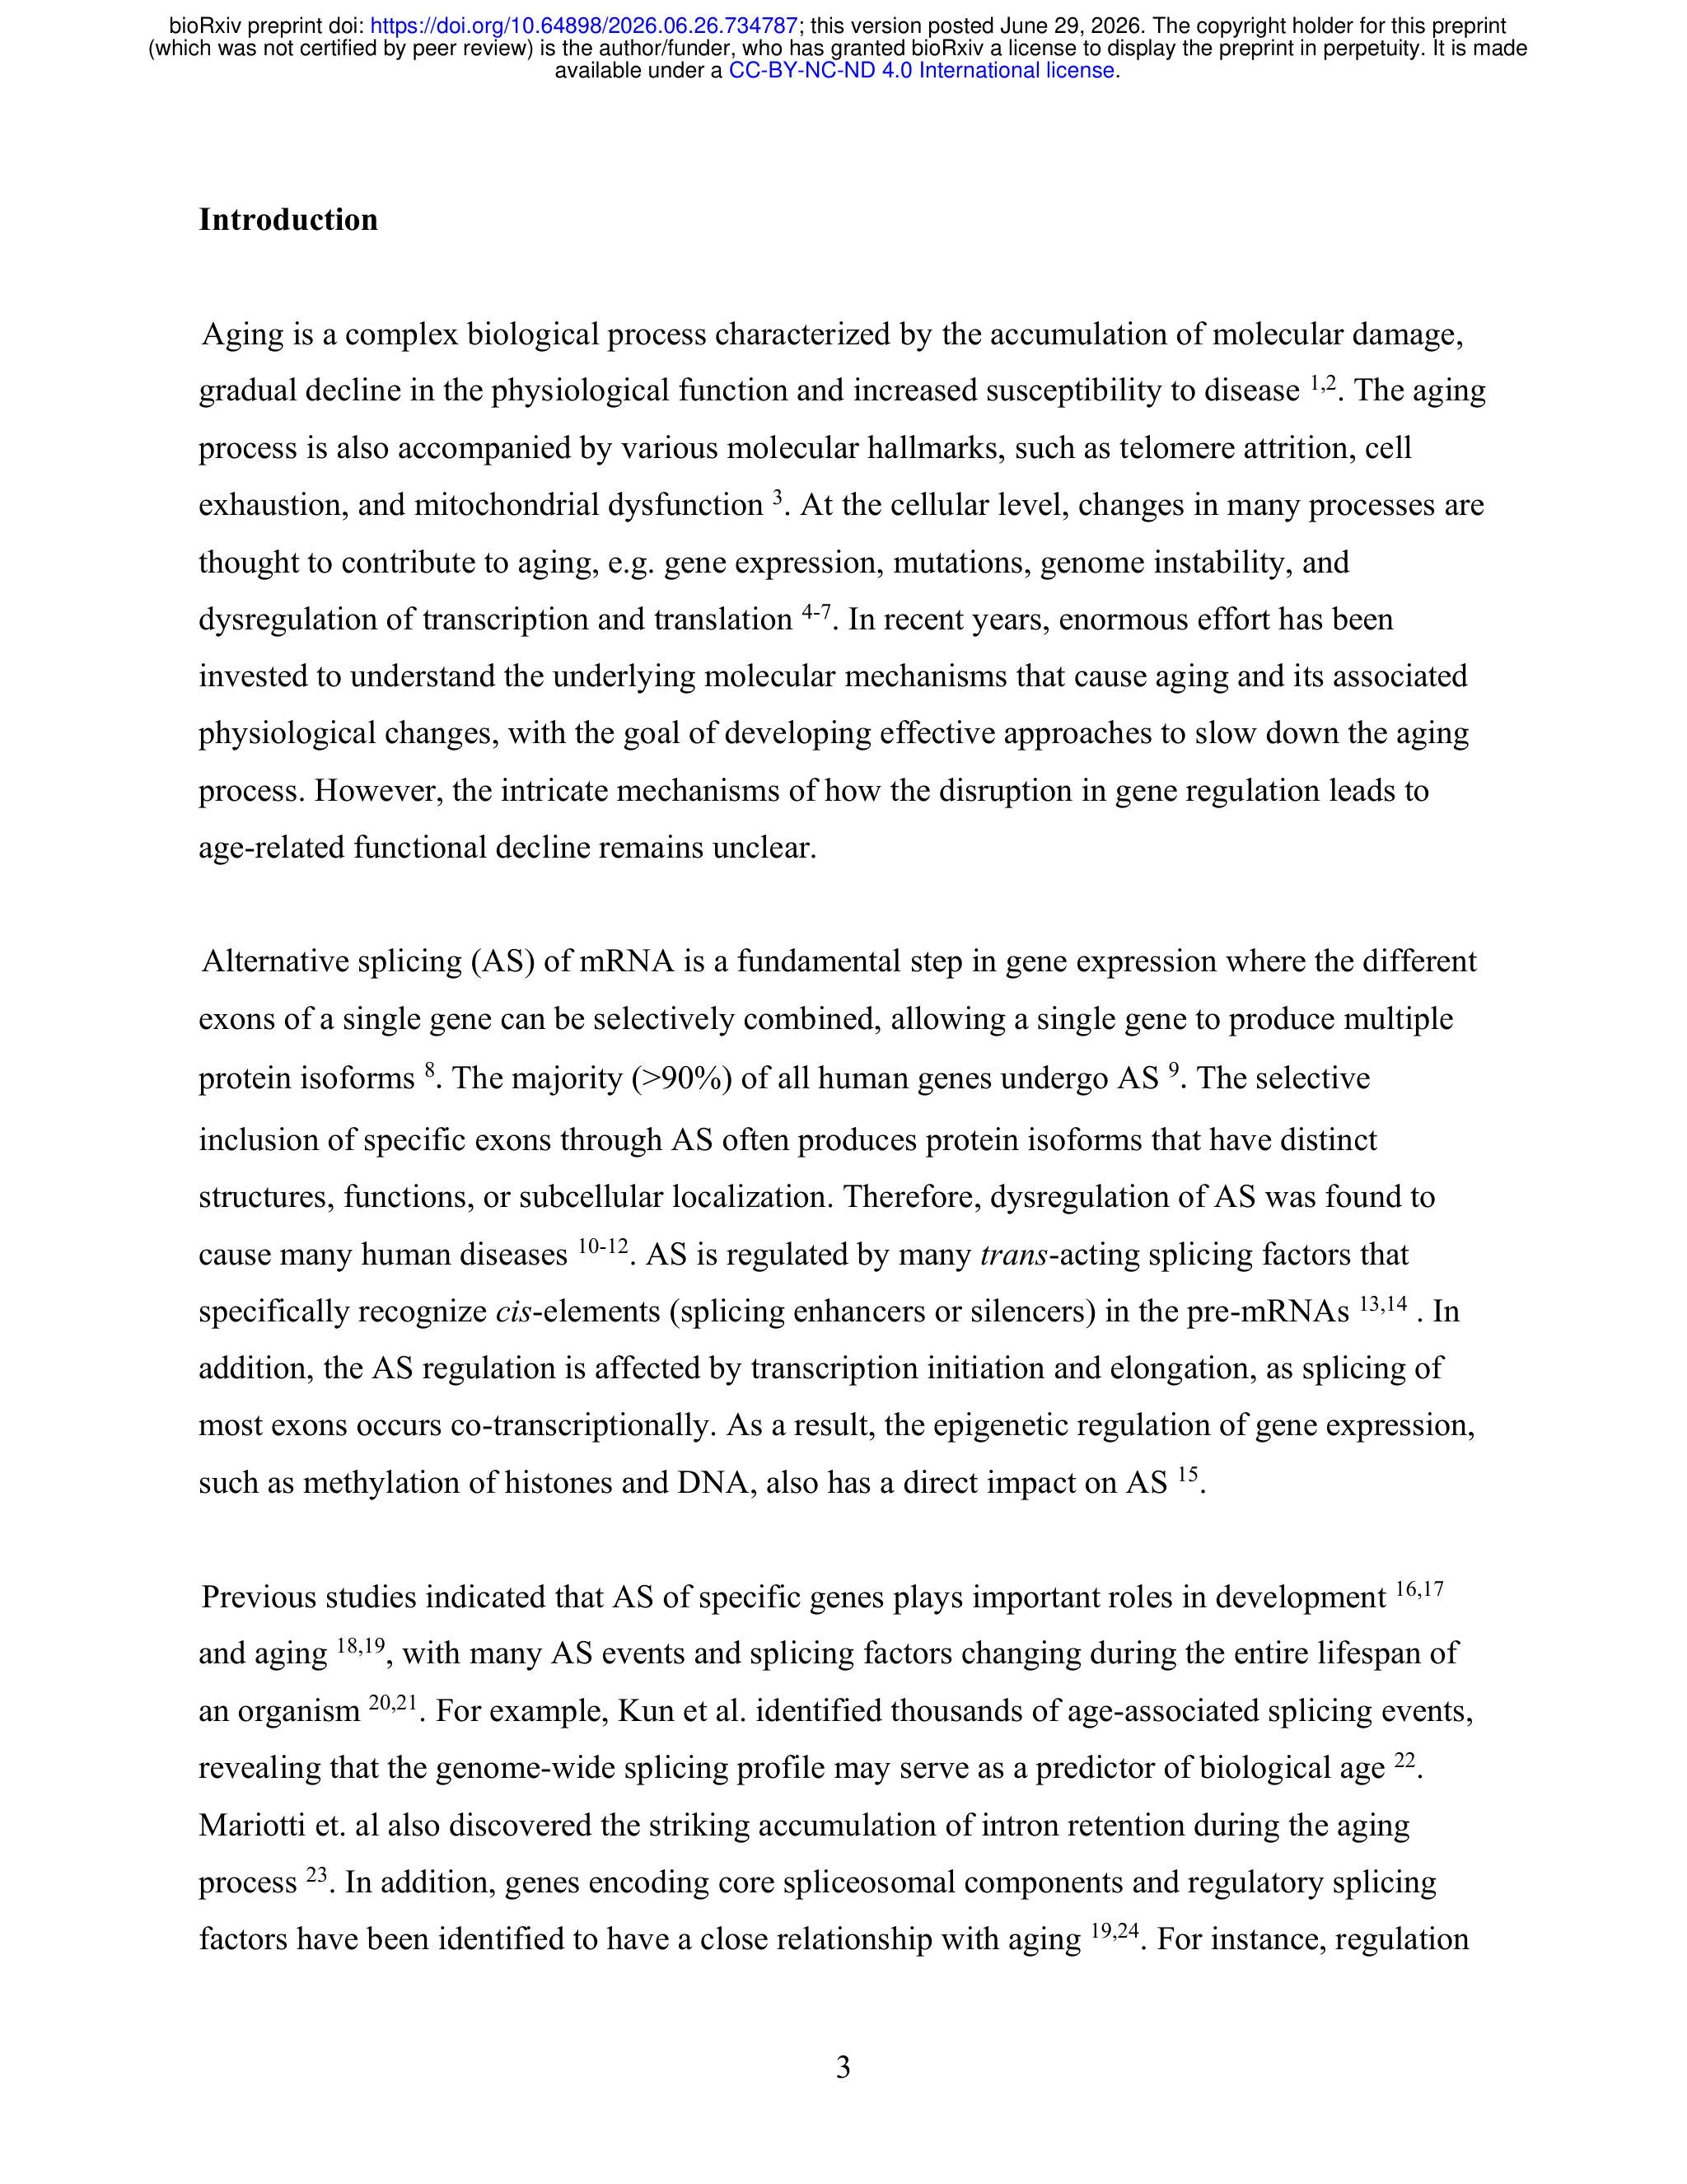 bioRxiv preprint doi: https://doi.org/10.64898/2026.06.26.734787; this version posted June 29, 2026. The copyright holder for this preprint
(which was not certified by peer review) is the author/funder, who has granted bioRxiv a license to display the preprint in perpetuity. It is made
available under a CC-BY-NC-ND 4.0 International license.
Introduction
Aging is a complex biological process characterized by the accumulation of molecular damage,
gradual decline in the physiological function and increased susceptibility to disease 1,2. The aging
process is also accompanied by various molecular hallmarks, such as telomere attrition, cell
exhaustion, and mitochondrial dysfunction 3. At the cellular level, changes in many processes are
thought to contribute to aging, e.g. gene expression, mutations, genome instability, and
dysregulation of transcription and translation 4-7. In recent years, enormous effort has been
invested to understand the underlying molecular mechanisms that cause aging and its associated
physiological changes, with the goal of developing effective approaches to slow down the aging
process. However, the intricate mechanisms of how the disruption in gene regulation leads to
age-related functional decline remains unclear.
Alternative splicing (AS) of mRNA is a fundamental step in gene expression where the different
exons of a single gene can be selectively combined, allowing a single gene to produce multiple
protein isoforms 8. The majority (>90%) of all human genes undergo AS 9. The selective
inclusion of specific exons through AS often produces protein isoforms that have distinct
structures, functions, or subcellular localization. Therefore, dysregulation of AS was found to
cause many human diseases 10-12. AS is regulated by many trans-acting splicing factors that
specifically recognize cis-elements (splicing enhancers or silencers) in the pre-mRNAs 13,14 . In
addition, the AS regulation is affected by transcription initiation and elongation, as splicing of
most exons occurs co-transcriptionally. As a result, the epigenetic regulation of gene expression,
such as methylation of histones and DNA, also has a direct impact on AS 15.
Previous studies indicated that AS of specific genes plays important roles in development 16,17
and aging 18,19, with many AS events and splicing factors changing during the entire lifespan of
an organism 20,21. For example, Kun et al. identified thousands of age-associated splicing events,
revealing that the genome-wide splicing profile may serve as a predictor of biological age 22.
Mariotti et. al also discovered the striking accumulation of intron retention during the aging
process 23. In addition, genes encoding core spliceosomal components and regulatory splicing
factors have been identified to have a close relationship with aging 19,24. For instance, regulation
3